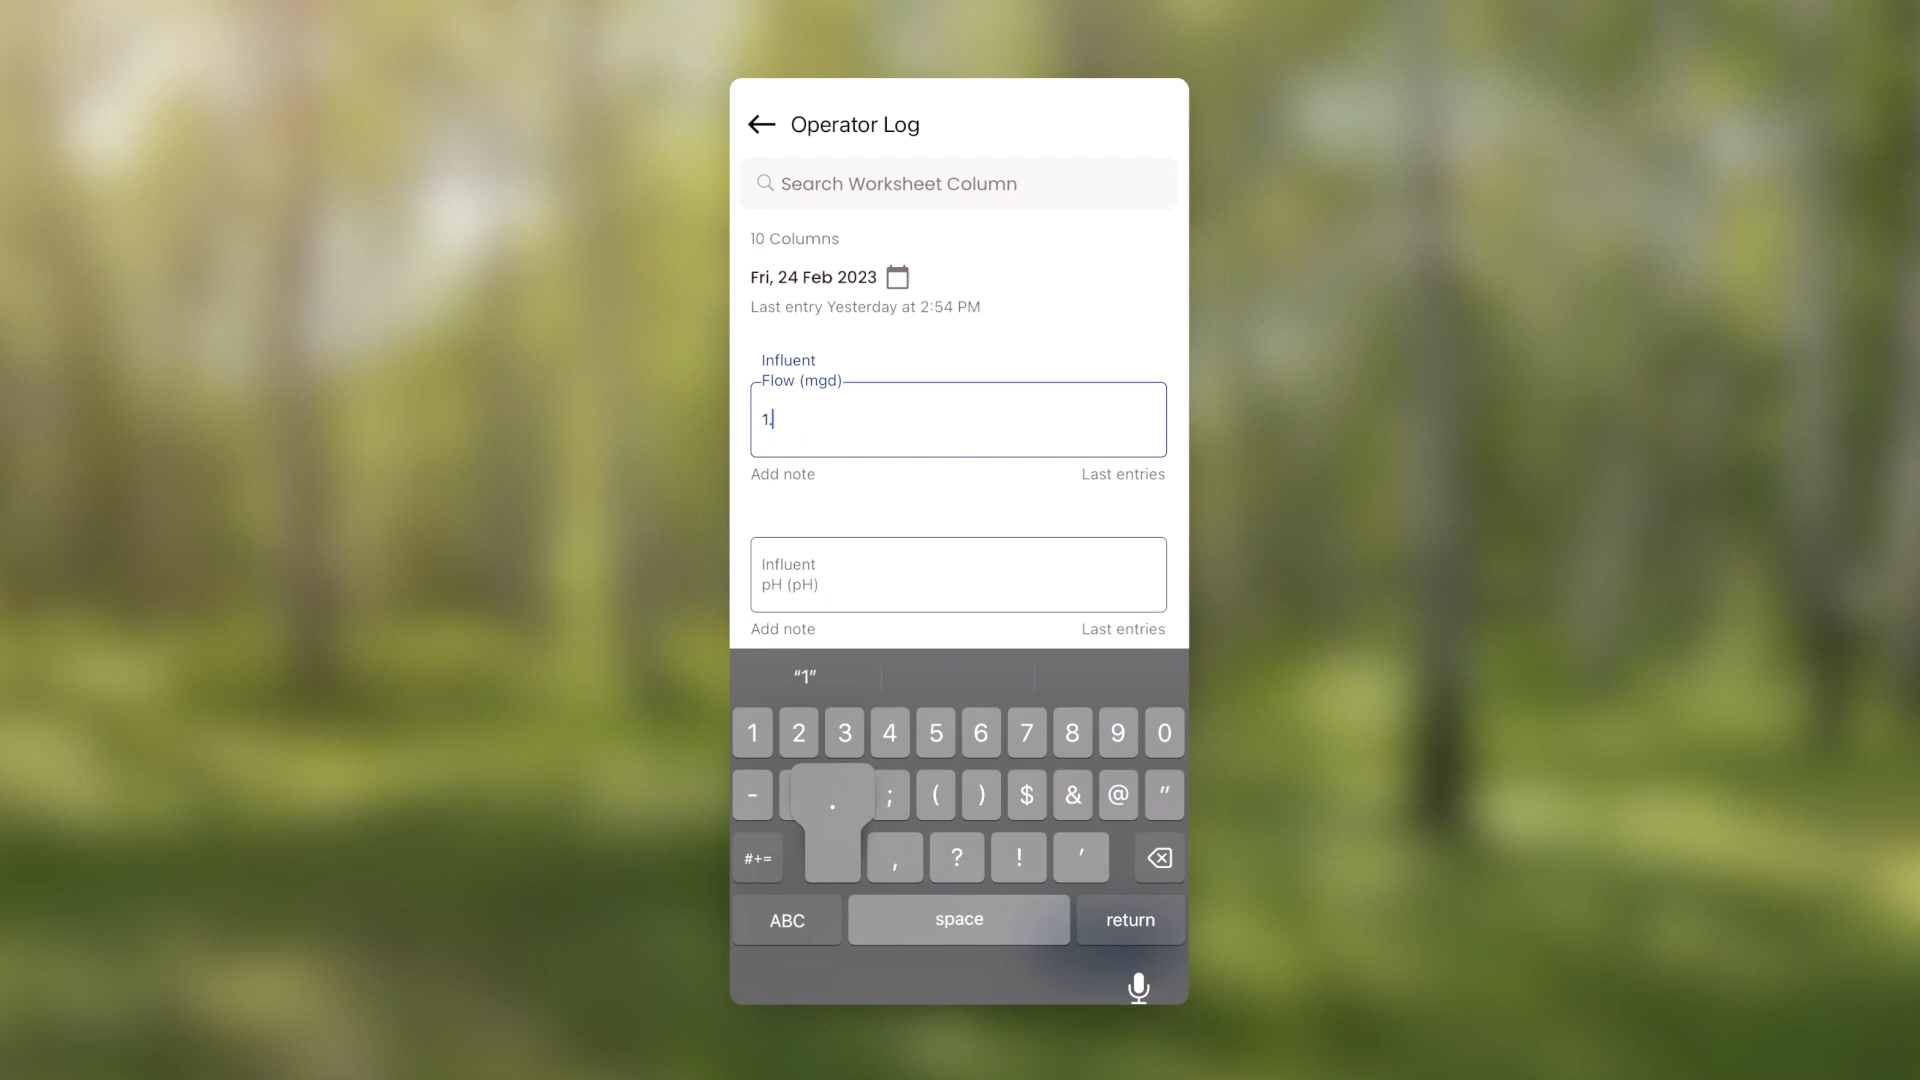 Operator Log
Search Worksheet Column
10 Columns
Fri, 24 Feb 2023
Last entry Yesterday at 2:54 PM
Influent
Flow (mgd)
1.
Add note
Last entries
Influent
pH (pH)
Add note
Last entries
“1”
1 2 3 4 5 6 7 8 9 0
- . ; ( ) $ & @ "
#+= , ? ! '
ABC space return